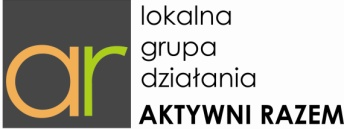 ar
lokalna
grupa
działania
AKTYWNI RAZEM